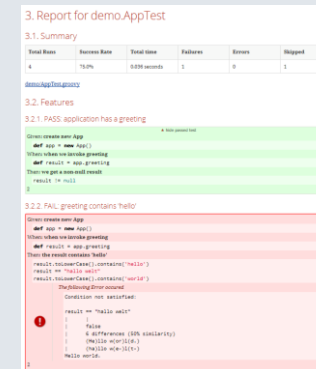 3. Report for demo.AppTest
3.1. Summary
Total Runs Success Rate Total time Failures Errors Skipped
4 75.0% 0.036 seconds 1 0 1
demo/AppTest.groovy
3.2. Features
3.2.1. PASS: application has a greeting
Given: create new App
def app = new App()
When: when we invoke greeting
def result = app.greeting
Then: we get a non-null result
result != null
3.2.2. FAIL: greeting contains 'hello'
Given: create new App
def app = new App()
When: when we invoke greeting
def result = app.greeting
Then: the result contains 'hello'
result.toLowerCase().contains('hello')
result == "hallo welt"
result.toLowerCase().contains('world')
The following Error occured:
Condition not satisfied:
result == "hallo welt"
| |
| false
| 6 differences (50% similarity)
Hello world.